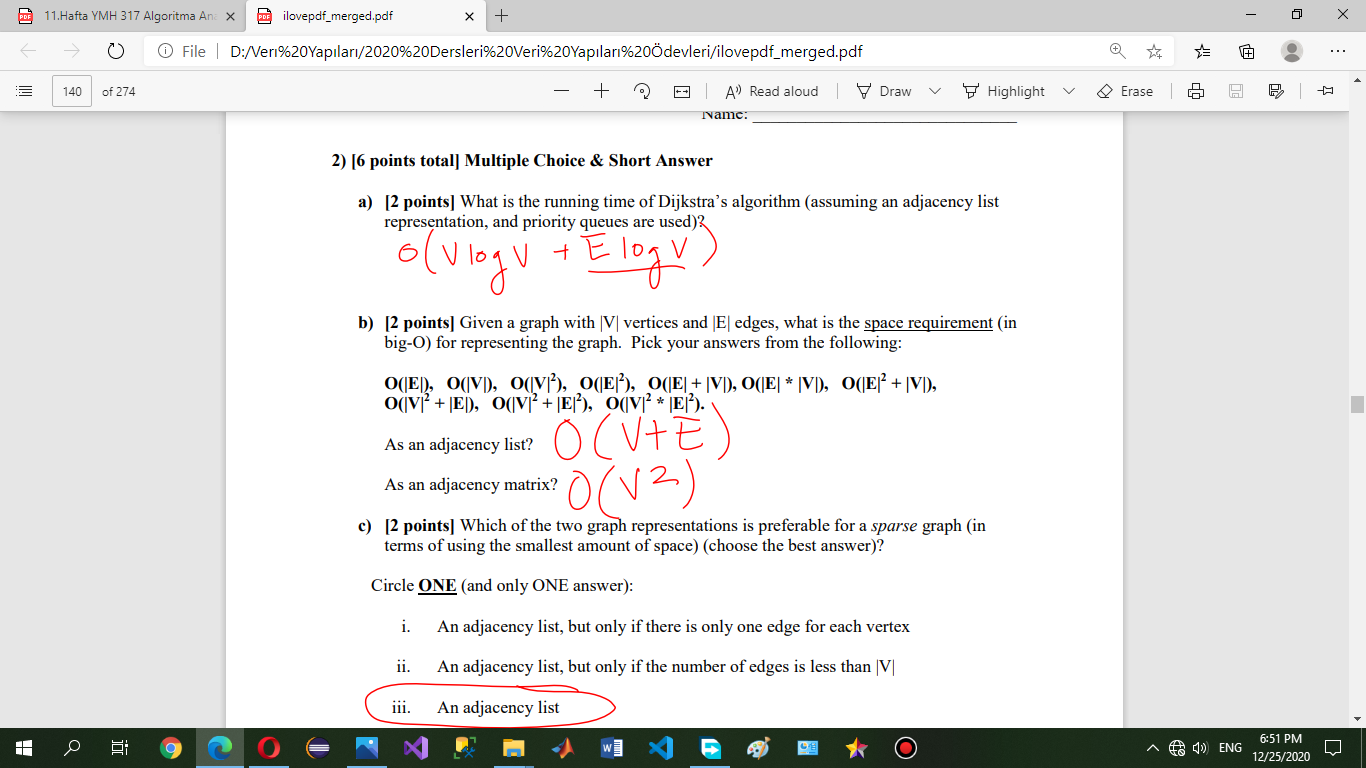 11.Hafta YMH 317 Algoritma An
ilovepdf_merged.pdf
File D:/Verı%20Yapıları/2020%20Dersleri%20Veri%20Yapıları%20Ödevleri/ilovepdf_merged.pdf
140 of 274 Read aloud Draw Highlight Erase
Name:
2) [6 points total] Multiple Choice & Short Answer
a) [2 points] What is the running time of Dijkstra's algorithm (assuming an adjacency list
representation, and priority queues are used)?
O(V log V + E log V)
b) [2 points] Given a graph with |V| vertices and |E| edges, what is the space requirement (in
big-O) for representing the graph. Pick your answers from the following:
O(|E|), O(|V|), O(|V|²), O(|E|²), O(|E| + |V|), O(|E| * |V|), O(|E|² + |V|),
O(|V|² + |E|), O(|V|² + |E|²), O(|V|² * |E|²).
As an adjacency list? O(V+E)
As an adjacency matrix? O(V²)
c) [2 points] Which of the two graph representations is preferable for a sparse graph (in
terms of using the smallest amount of space) (choose the best answer)?
Circle ONE (and only ONE answer):
i. An adjacency list, but only if there is only one edge for each vertex
ii. An adjacency list, but only if the number of edges is less than |V|
iii. An adjacency list
ENG
6:51 PM
12/25/2020